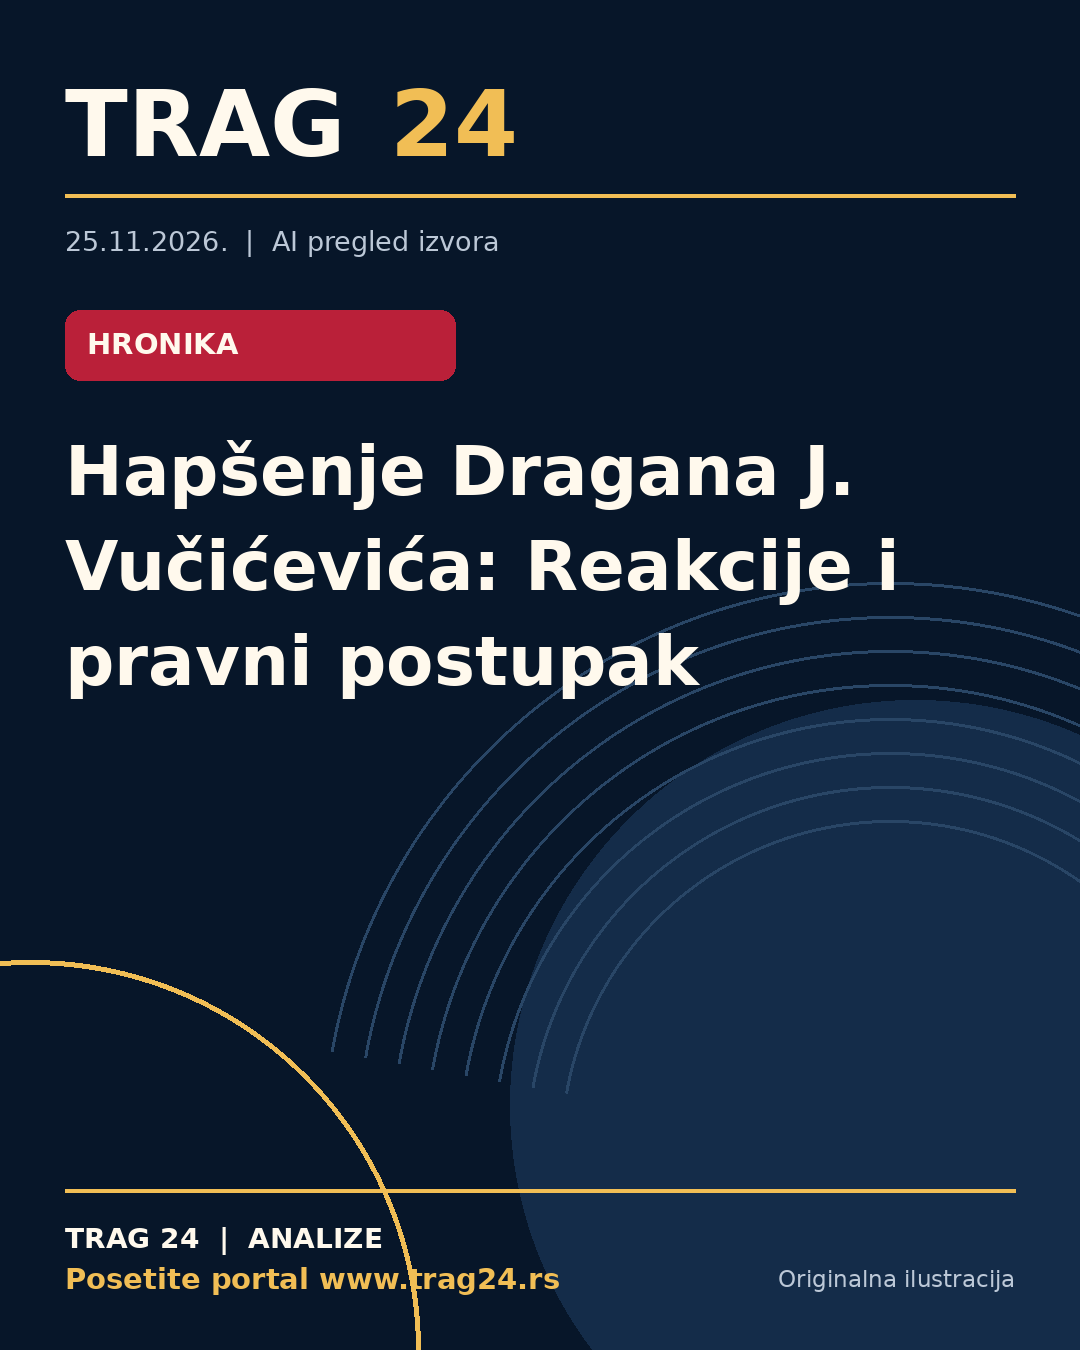 TRAG 24
25.11.2026. | AI pregled izvora
HRONIKA
Hapšenje Dragana J.
Vučićevića: Reakcije i
pravni postupak
TRAG 24 | ANALIZE
Posetite portal www.trag24.rs
Originalna ilustracija